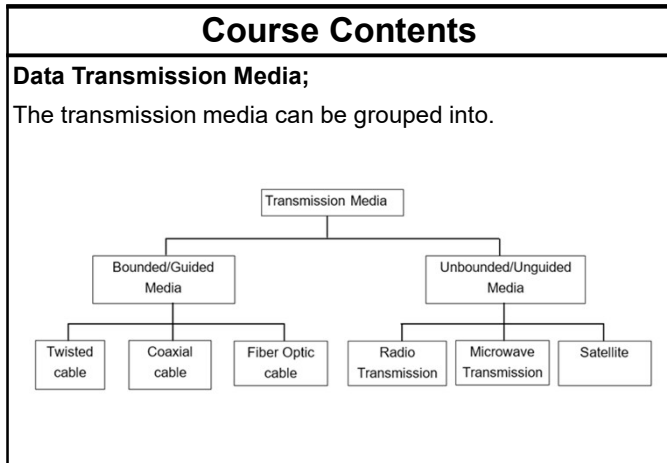 Course Contents
Data Transmission Media;
The transmission media can be grouped into.
Transmission Media
Bounded/Guided
Media
Unbounded/Unguided
Media
Twisted
cable
Coaxial
cable
Fiber Optic
cable
Radio
Transmission
Microwave
Transmission
Satellite